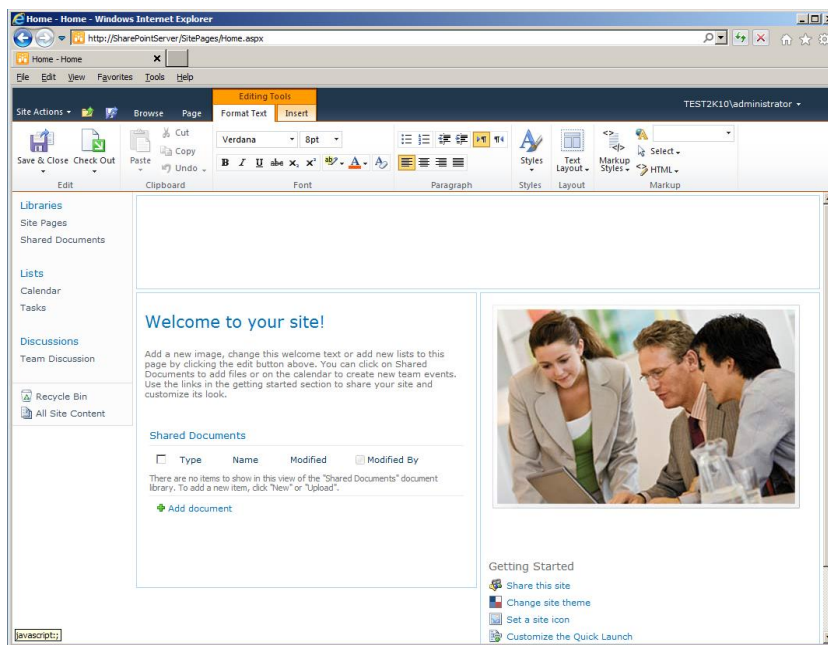 Home - Home - Windows Internet Explorer
http://SharePointServer/SitePages/Home.aspx
Home - Home
File Edit View Favorites Tools Help
Editing Tools
Site Actions Browse Page Format Text Insert TEST2K10\administrator
Save & Close Check Out Paste Cut Copy Undo Verdana 8pt Styles Text Layout Markup Styles Select HTML
B I U abc X₂ X² ab A A
Edit Clipboard Font Paragraph Styles Layout Markup
Libraries
Site Pages
Shared Documents
Lists
Calendar
Tasks
Discussions
Team Discussion
Recycle Bin
All Site Content
Welcome to your site!
Add a new image, change this welcome text or add new lists to this
page by clicking the edit button above. You can click on Shared
Documents to add files or on the calendar to create new team events.
Use the links in the getting started section to share your site and
customize its look.
Shared Documents
Type Name Modified Modified By
There are no items to show in this view of the "Shared Documents" document
library. To add a new item, click "New" or "Upload".
Add document
Getting Started
Share this site
Change site theme
Set a site icon
Customize the Quick Launch
javascript:;